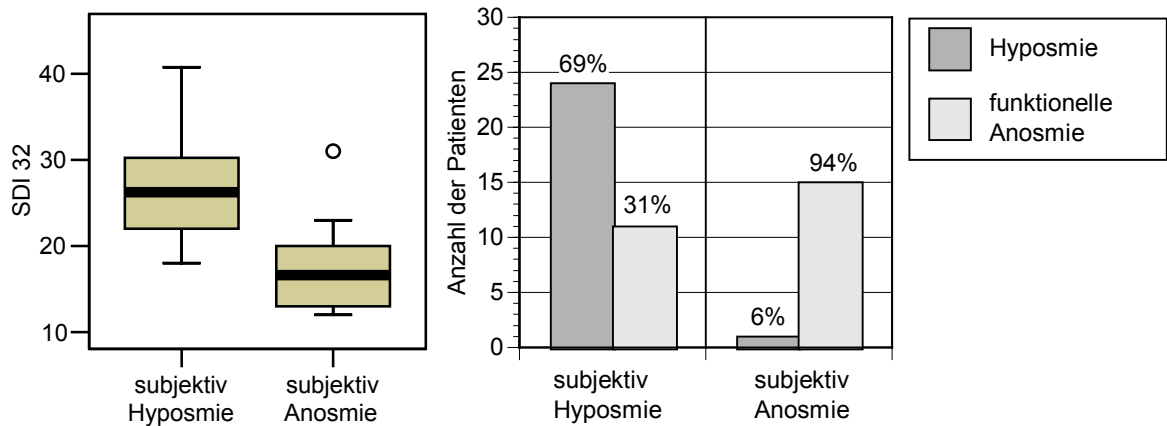 SDI 32
40
30
20
10
subjektiv
Hyposmie
subjektiv
Anosmie
Anzahl der Patienten
30
25
20
15
10
5
0
69%
31%
6%
94%
subjektiv
Hyposmie
subjektiv
Anosmie
Hyposmie
funktionelle
Anosmie